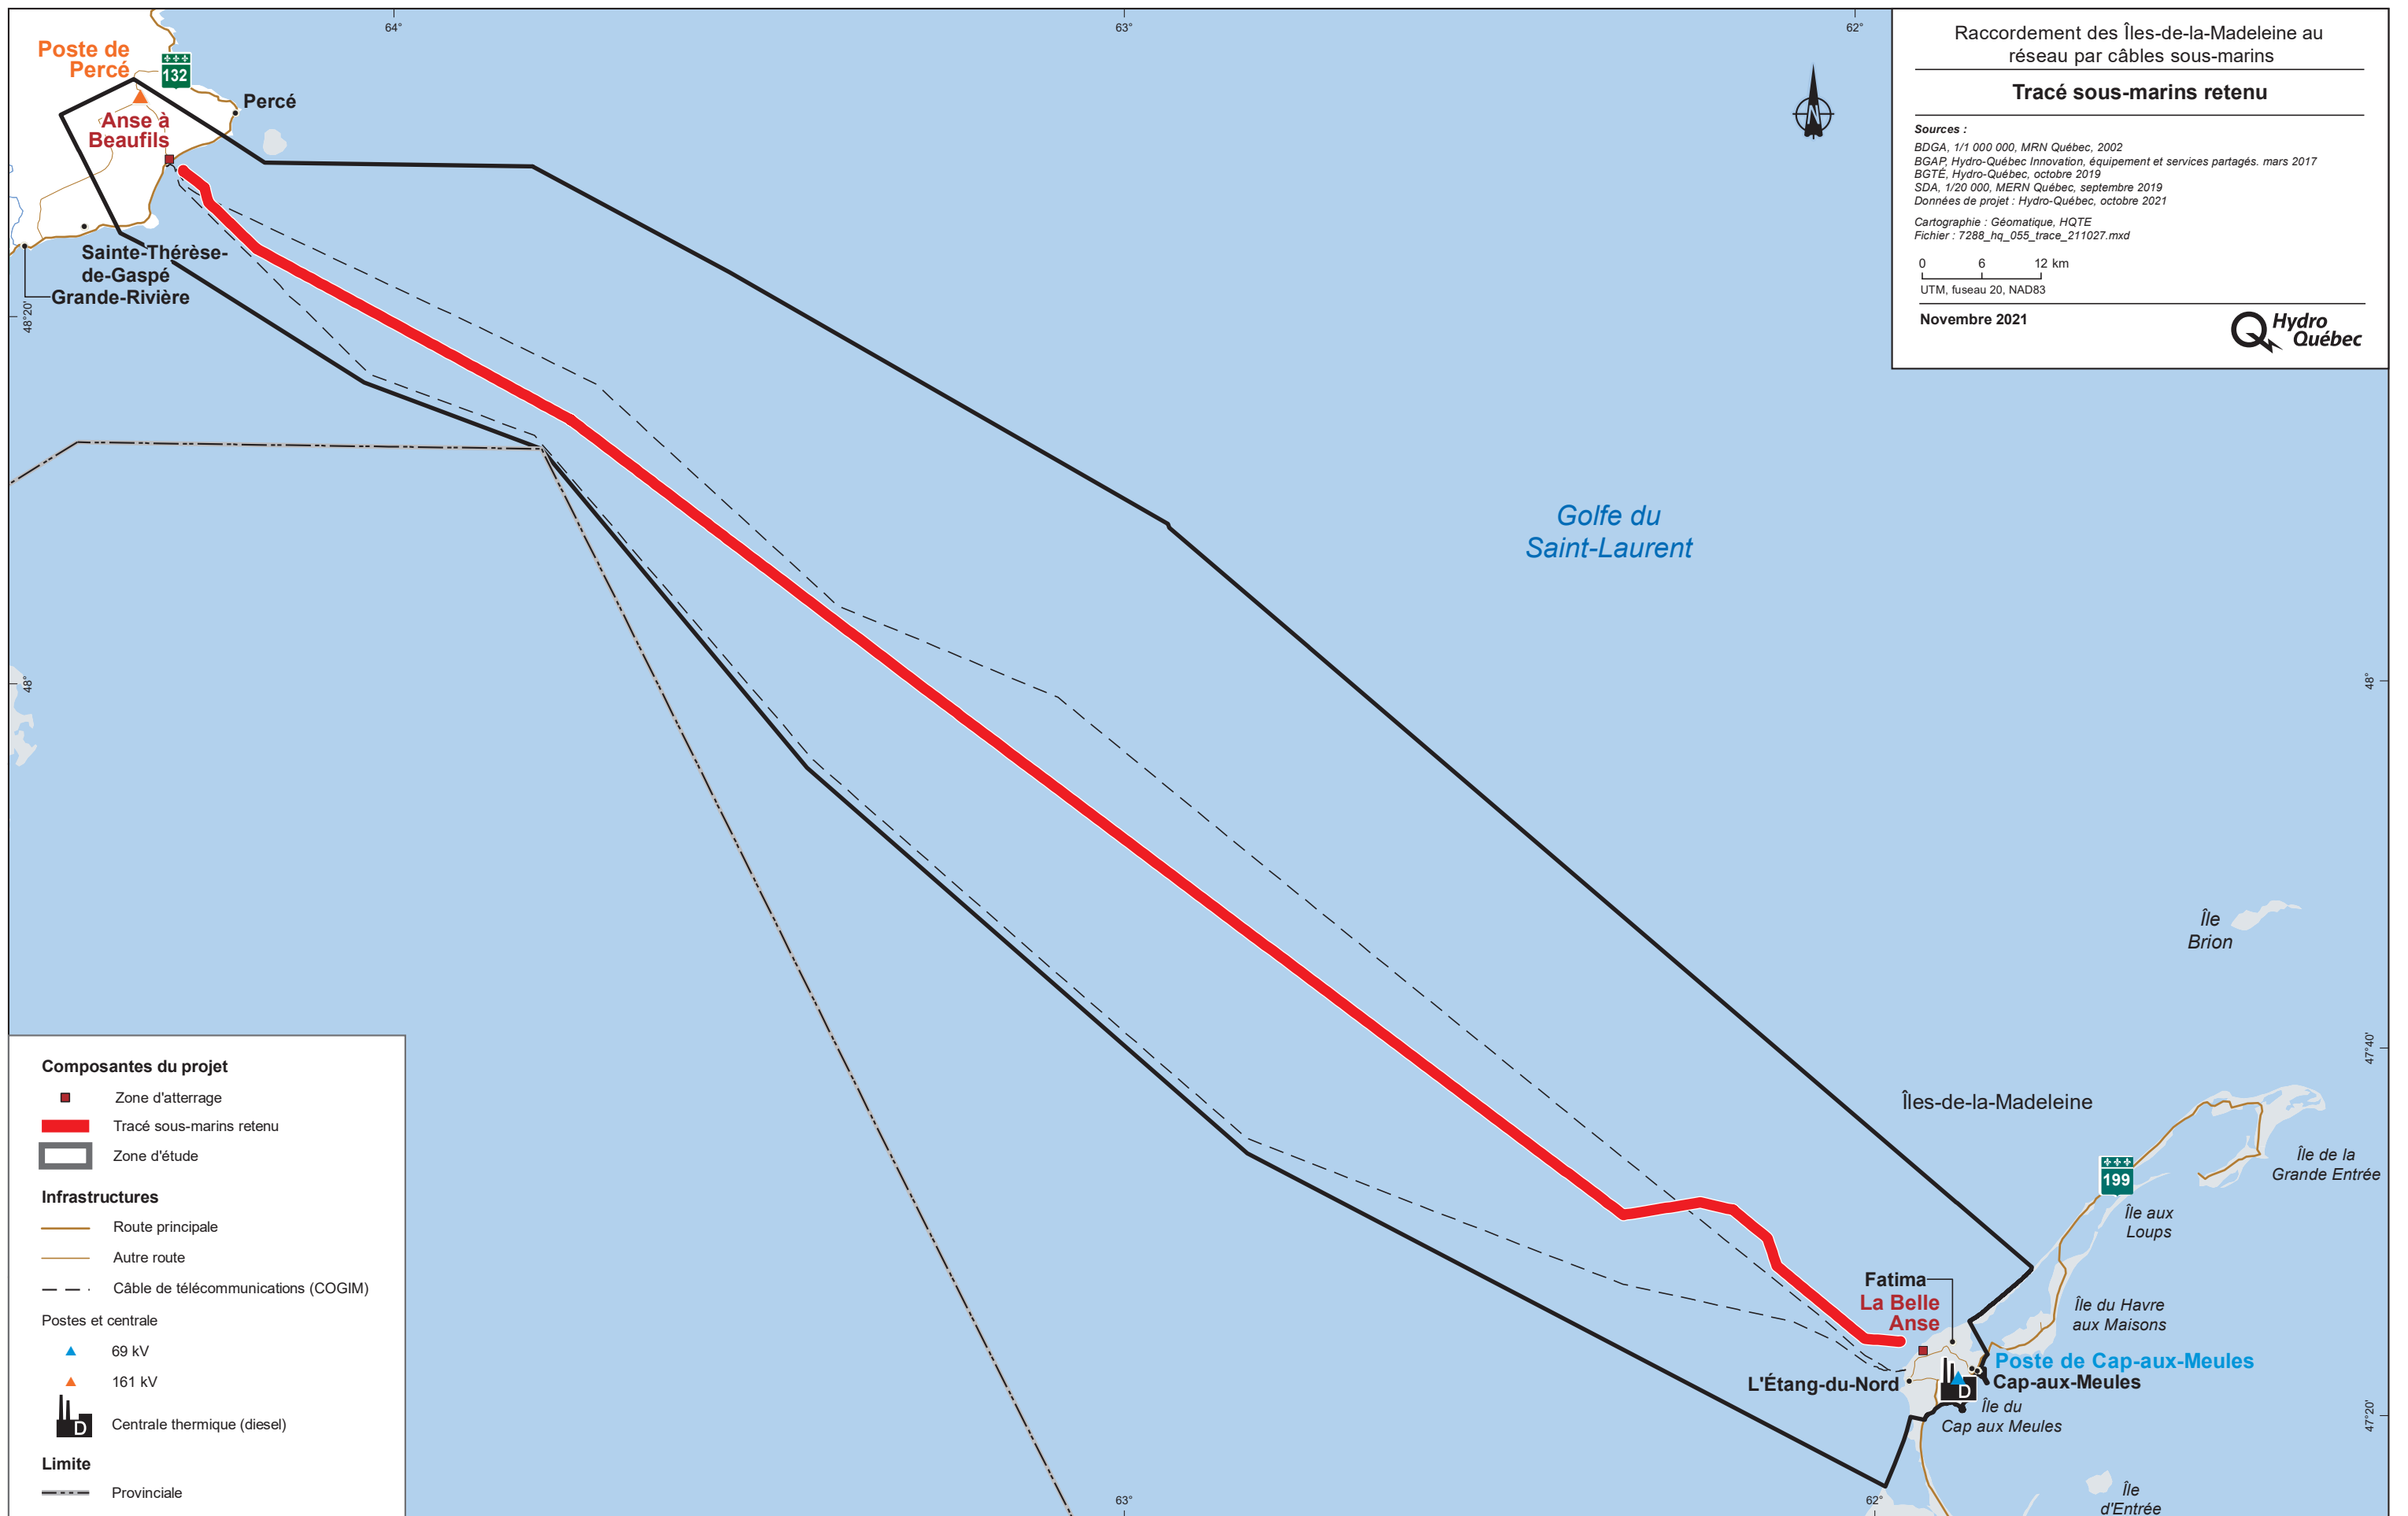 64°
63°
62°
Raccordement des Îles-de-la-Madeleine au
réseau par câbles sous-marins
Tracé sous-marins retenu
Sources :
BDGA, 1/1 000 000, MRN Québec, 2002
BGAP, Hydro-Québec Innovation, équipement et services partagés. mars 2017
BGTÉ, Hydro-Québec, octobre 2019
SDA, 1/20 000, MERN Québec, septembre 2019
Données de projet : Hydro-Québec, octobre 2021
Cartographie : Géomatique, HQTE
Fichier : 7288_hq_055_trace_211027.mxd
0 6 12 km
UTM, fuseau 20, NAD83
Novembre 2021
Hydro
Québec
N
Poste de
Percé
132
Percé
Anse à
Beaufils
Sainte-Thérèse-
de-Gaspé
Grande-Rivière
48°20'
Golfe du
Saint-Laurent
48°
48°
Île
Brion
47°40'
Îles-de-la-Madeleine
Île de la
Grande Entrée
199
Île aux
Loups
Fatima
La Belle
Anse
Île du Havre
aux Maisons
Poste de Cap-aux-Meules
Cap-aux-Meules
L'Étang-du-Nord
D
Île du
Cap aux Meules
47°20'
Île
d'Entrée
63°
62°
Composantes du projet
Zone d'atterrage
Tracé sous-marins retenu
Zone d'étude
Infrastructures
Route principale
Autre route
Câble de télécommunications (COGIM)
Postes et centrale
69 kV
161 kV
D
Centrale thermique (diesel)
Limite
Provinciale